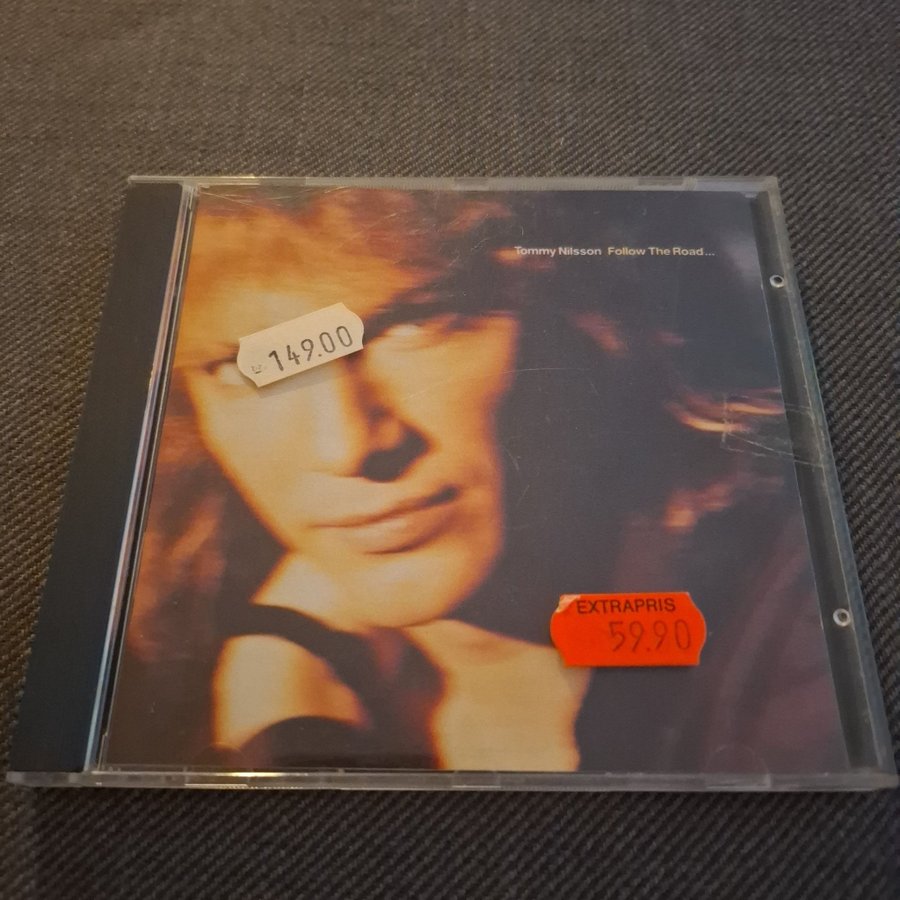 Tommy Nilsson Follow The Road...
149.00
EXTRAPRIS
59.90